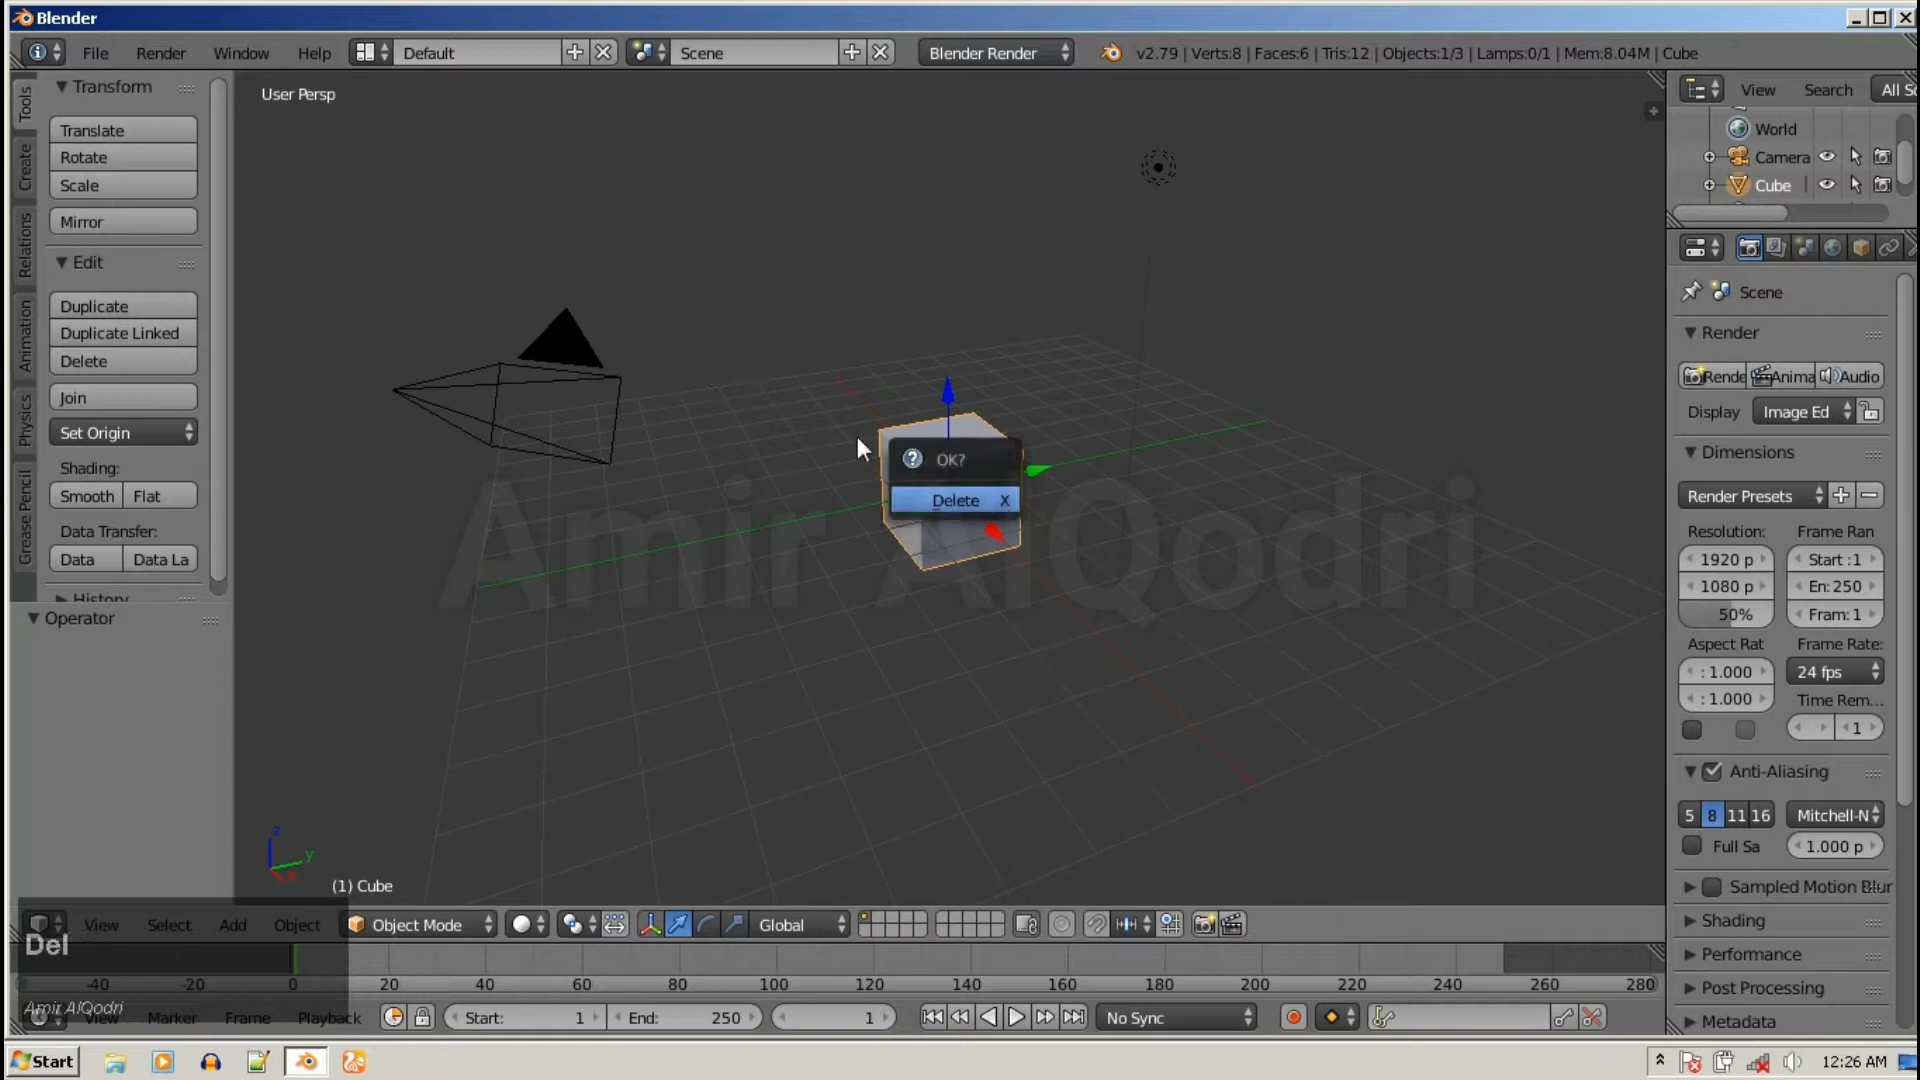 Blender
File Render Window Help Default Scene Blender Render v2.79 | Verts:8 | Faces:6 | Tris:12 | Objects:1/3 | Lamps:0/1 | Mem:8.04M | Cube
Tools
Create
Relations
Animation
Physics
Grease Pencil
Transform
Translate
Rotate
Scale
Mirror
Edit
Duplicate
Duplicate Linked
Delete
Join
Set Origin
Shading:
Smooth Flat
Data Transfer:
Data Data La
History
Operator
User Persp
OK?
Delete X
Amir AlQodri
z
y
x
(1) Cube
View Select Add Object Object Mode Global
Del
-40 -20 0 20 40 60 80 100 120 140 160 180 200 220 240 260 280
Amir AlQodri
View Marker Frame Playback Start: 1 End: 250 1 No Sync
View Search All Sc
World
Camera
Cube
Scene
Render
Rende Anima Audio
Display Image Ed
Dimensions
Render Presets
Resolution: Frame Ran
1920 p Start :1
1080 p En: 250
50% Fram: 1
Aspect Rat Frame Rate:
: 1.000 24 fps
: 1.000 Time Rem...
1
Anti-Aliasing
5 8 11 16 Mitchell-N
Full Sa 1.000 p
Sampled Motion Blur
Shading
Performance
Post Processing
Metadata
Start 12:26 AM